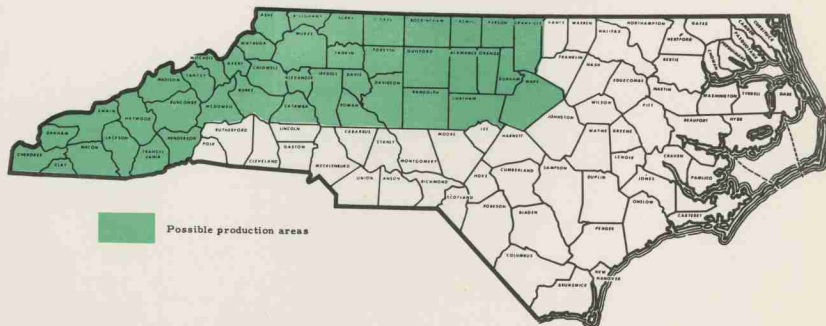 ASHE
SURRY
ROCKINGHAM
PERSON
GRANVILLE
VANCE
WARREN
NORTHAMPTON
GATES
HALIFAX
HERTFORD
BERTIE
WATAUGA
WILKES
YADKIN
FORSYTH
GUILFORD
ALAMANCE
ORANGE
FRANKLIN
NASH
EDGECOMBE
MARTIN
WASHINGTON
TYRRELL
DARE
MITCHELL
AVERY
CALDWELL
ALEXANDER
IREDELL
DAVIE
DAVIDSON
DURHAM
WAKE
MADISON
YANCEY
BURKE
CATAWBA
ROWAN
RANDOLPH
CHATHAM
JOHNSTON
WILSON
PITT
BEAUFORT
HYDE
BUNCOMBE
MCDOWELL
SWAIN
HAYWOOD
GRAHAM
JACKSON
HENDERSON
TRANSYLVANIA
CHEROKEE
MACON
CLAY
POLK
RUTHERFORD
CLEVELAND
LINCOLN
GASTON
MECKLENBURG
CABARRUS
STANLY
MONTGOMERY
MOORE
LEE
HARNETT
WAYNE
GREENE
LENOIR
CRAVEN
PAMLICO
JONES
UNION
ANSON
RICHMOND
SCOTLAND
HOKE
CUMBERLAND
SAMPSON
DUPLIN
ONSLOW
CARTERET
ROBESON
BLADEN
PENDER
COLUMBUS
BRUNSWICK
NEW
HANOVER
Possible production areas